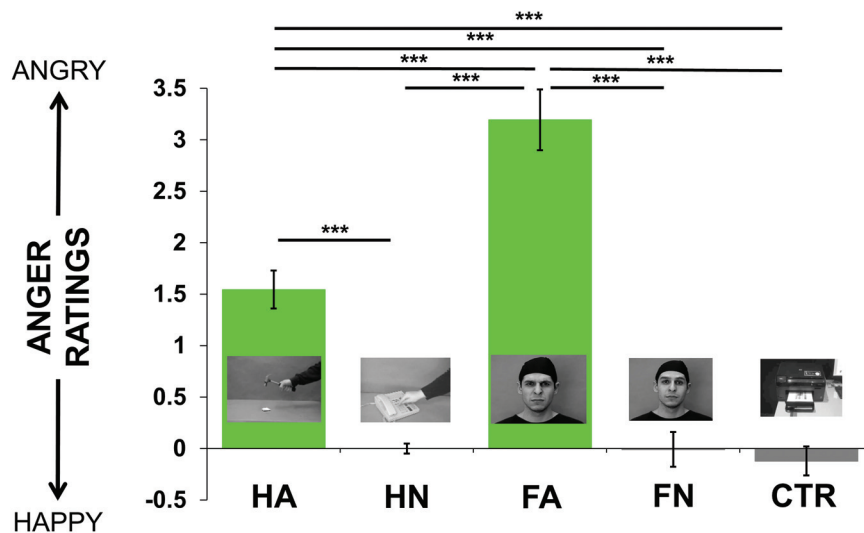 ***
***
***
***
***
***
***
ANGRY
ANGER
RATINGS
HAPPY
3.5
3
2.5
2
1.5
1
0.5
0
-0.5
HA
HN
FA
FN
CTR